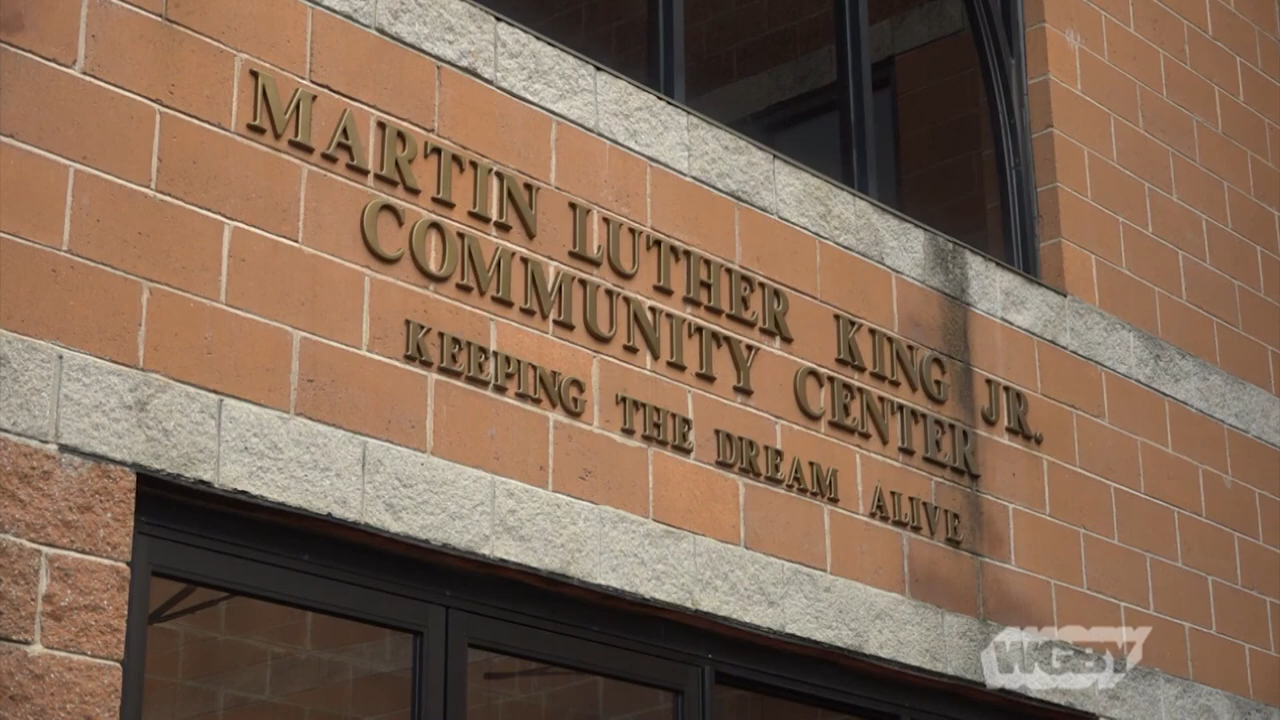 MARTIN LUTHER KING JR.
COMMUNITY CENTER
KEEPING THE DREAM ALIVE
WGBY